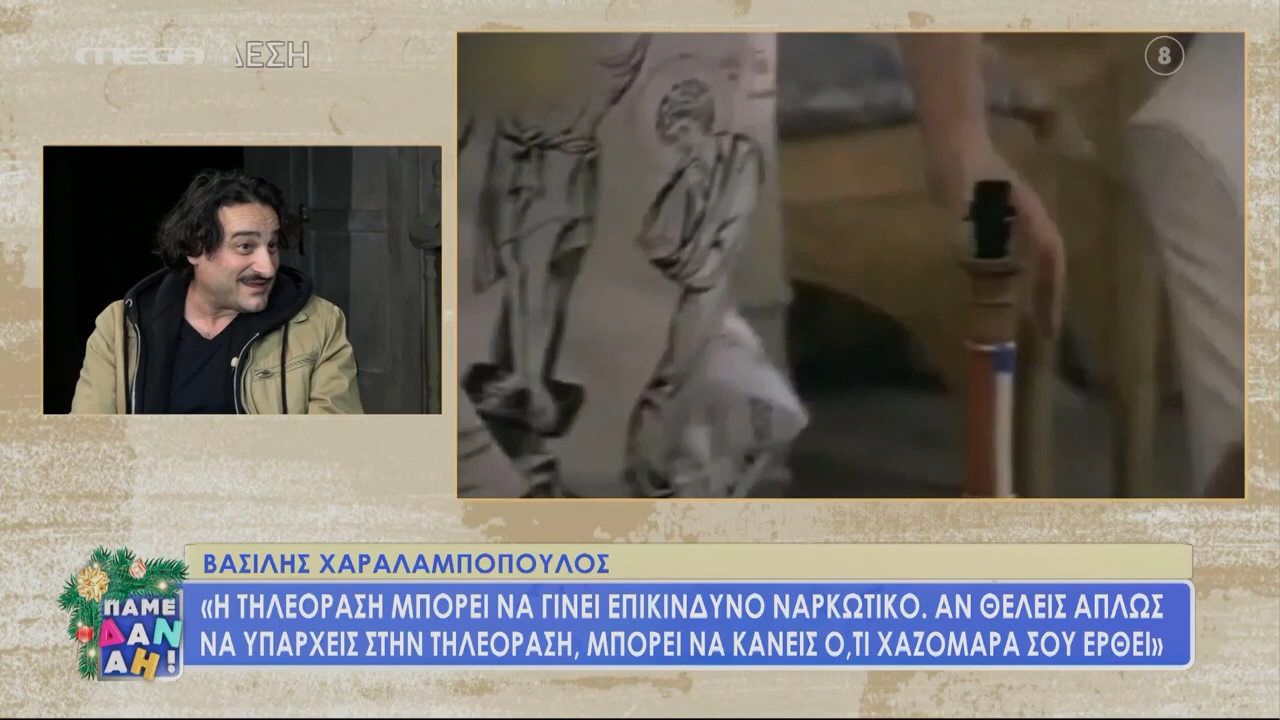 MEGA ΔΕΣΗ
8
ΒΑΣΙΛΗΣ ΧΑΡΑΛΑΜΠΟΠΟΥΛΟΣ
ΠΑΜΕ
ΔΑΝ
ΑΗ!
«Η ΤΗΛΕΟΡΑΣΗ ΜΠΟΡΕΙ ΝΑ ΓΙΝΕΙ ΕΠΙΚΙΝΔΥΝΟ ΝΑΡΚΩΤΙΚΟ. ΑΝ ΘΕΛΕΙΣ ΑΠΛΩΣ
ΝΑ ΥΠΑΡΧΕΙΣ ΣΤΗΝ ΤΗΛΕΟΡΑΣΗ, ΜΠΟΡΕΙ ΝΑ ΚΑΝΕΙΣ Ο,ΤΙ ΧΑΖΟΜΑΡΑ ΣΟΥ ΕΡΘΕΙ»